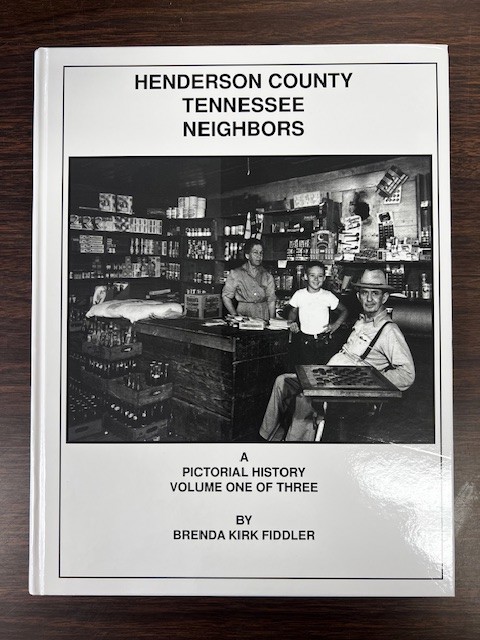 HENDERSON COUNTY
TENNESSEE
NEIGHBORS
A
PICTORIAL HISTORY
VOLUME ONE OF THREE
BY
BRENDA KIRK FIDDLER